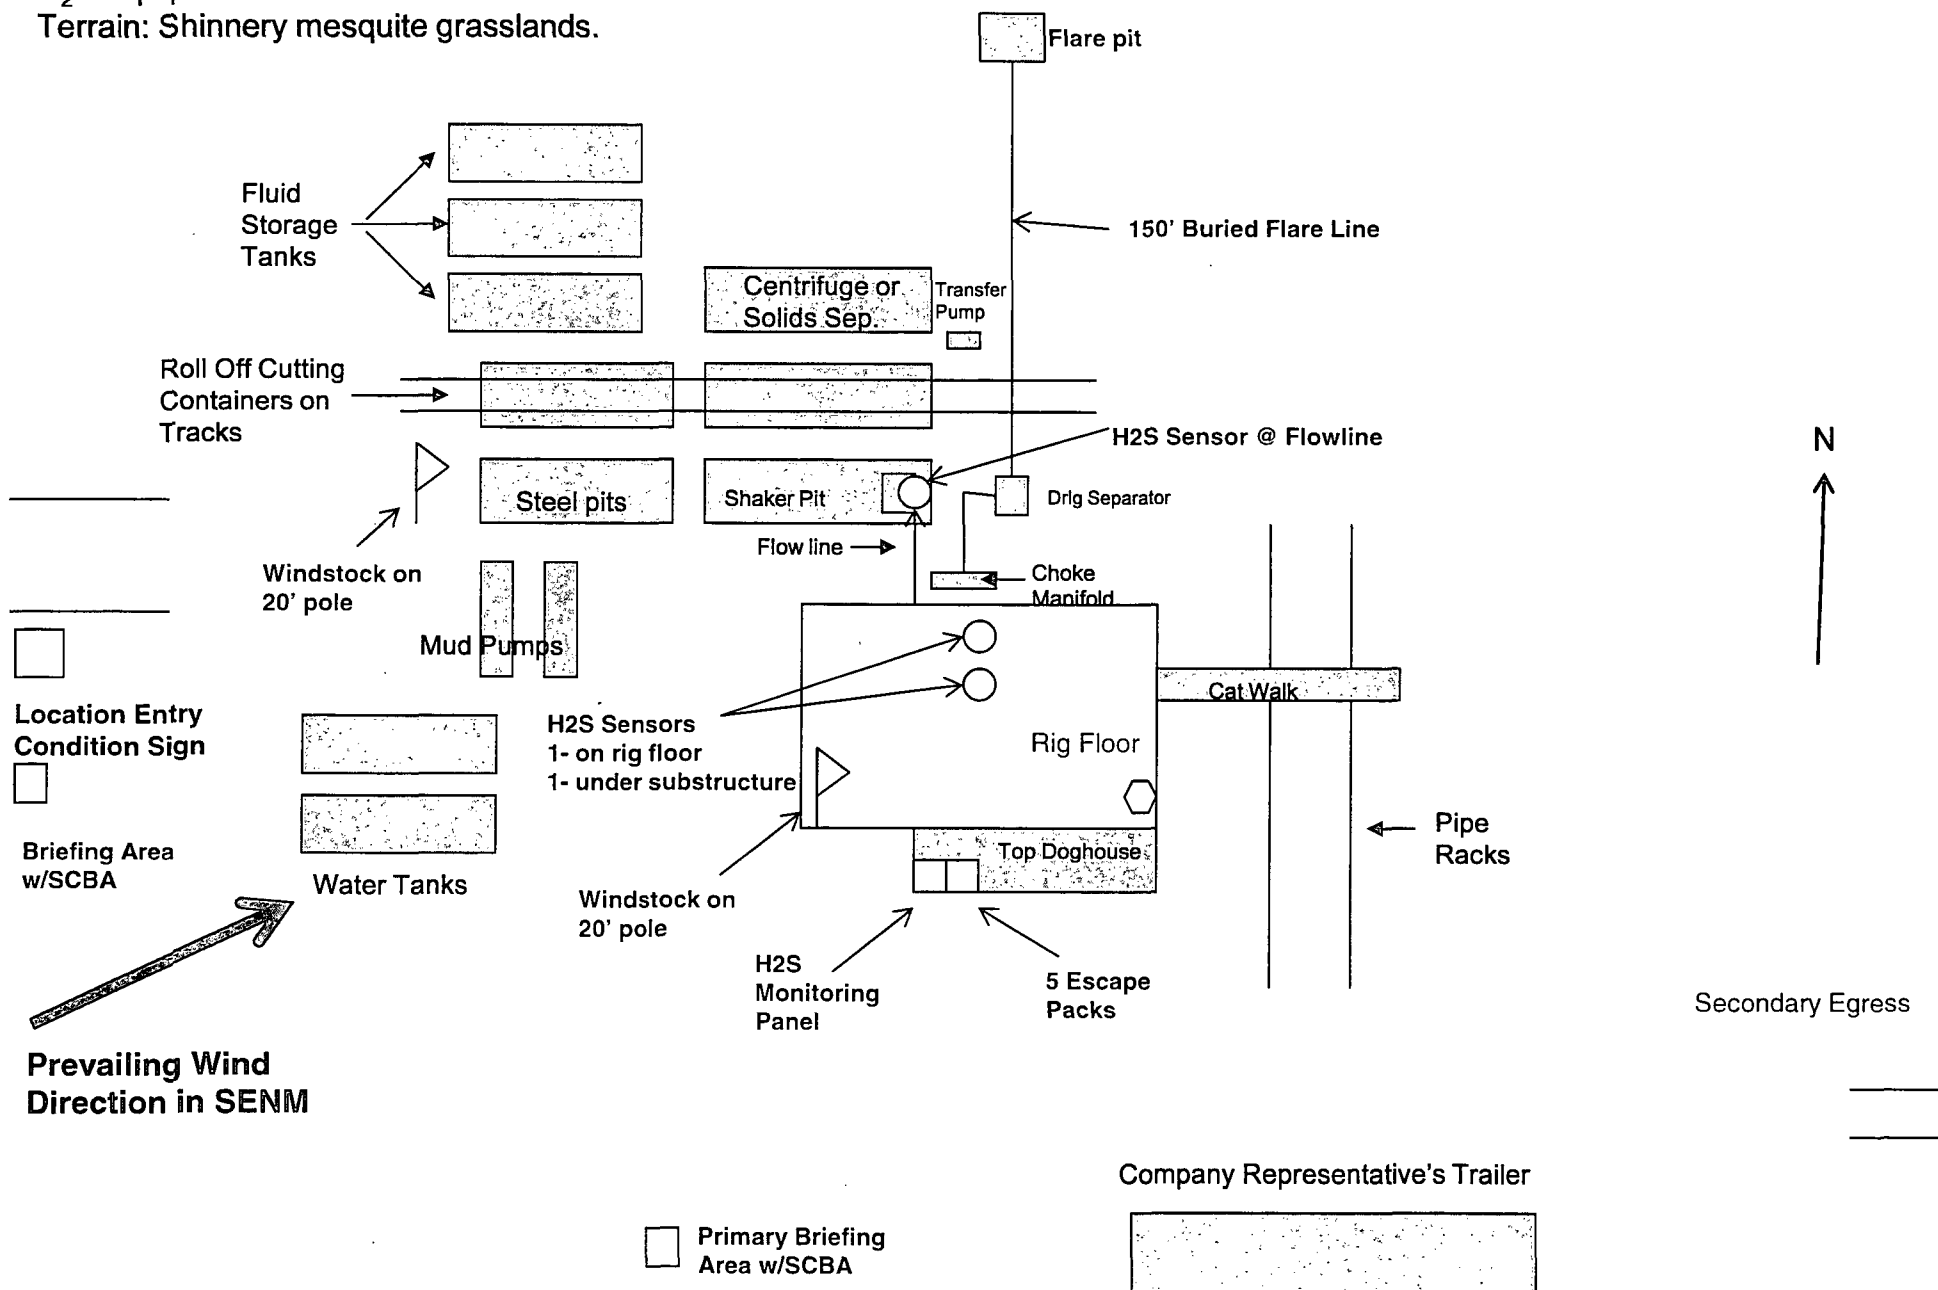 Terrain: Shinnery mesquite grasslands.
Flare pit
Fluid
Storage
Tanks
150' Buried Flare Line
Centrifuge or
Solids Sep.
Transfer
Pump
Roll Off Cutting
Containers on
Tracks
H2S Sensor @ Flowline
N
Steel pits
Shaker Pit
Drlg Separator
Flow line
Windstock on
20' pole
Choke
Manifold
Mud Pumps
Cat Walk
Location Entry
Condition Sign
H2S Sensors
1- on rig floor
1- under substructure
Rig Floor
Pipe
Racks
Briefing Area
w/SCBA
Water Tanks
Top Doghouse
Windstock on
20' pole
H2S
Monitoring
Panel
5 Escape
Packs
Secondary Egress
Prevailing Wind
Direction in SENM
Company Representative's Trailer
Primary Briefing
Area w/SCBA